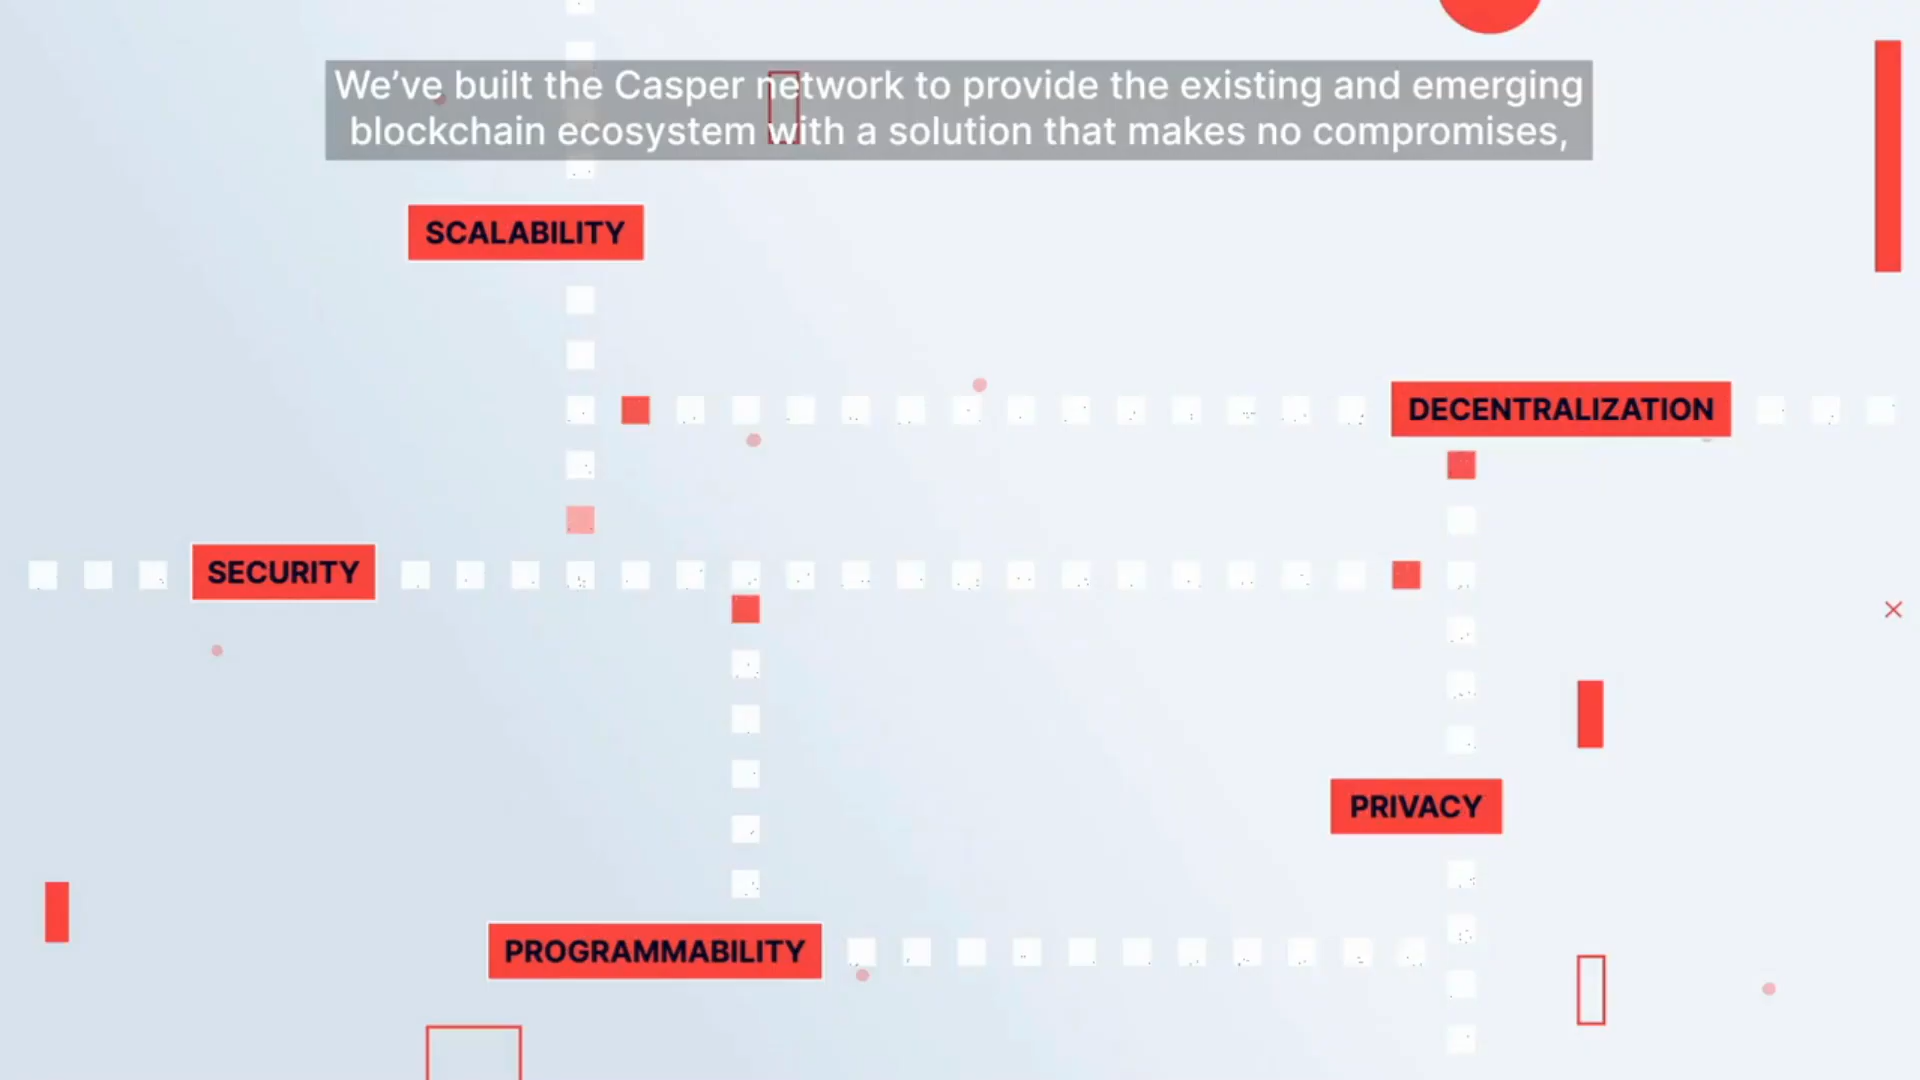 We’ve built the Casper network to provide the existing and emerging
blockchain ecosystem with a solution that makes no compromises,
SCALABILITY
DECENTRALIZATION
SECURITY
PRIVACY
PROGRAMMABILITY